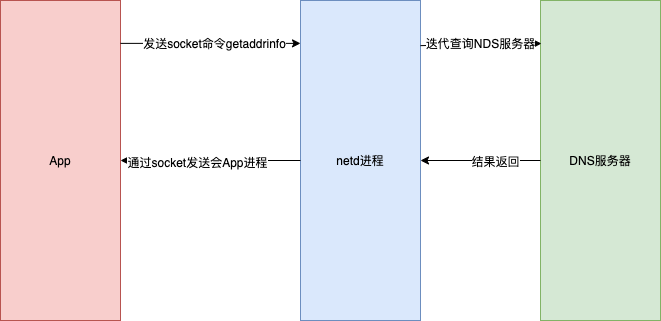 发送socket命令getaddrinfo
迭代查询NDS服务器
App
通过socket发送会App进程
netd进程
结果返回
DNS服务器